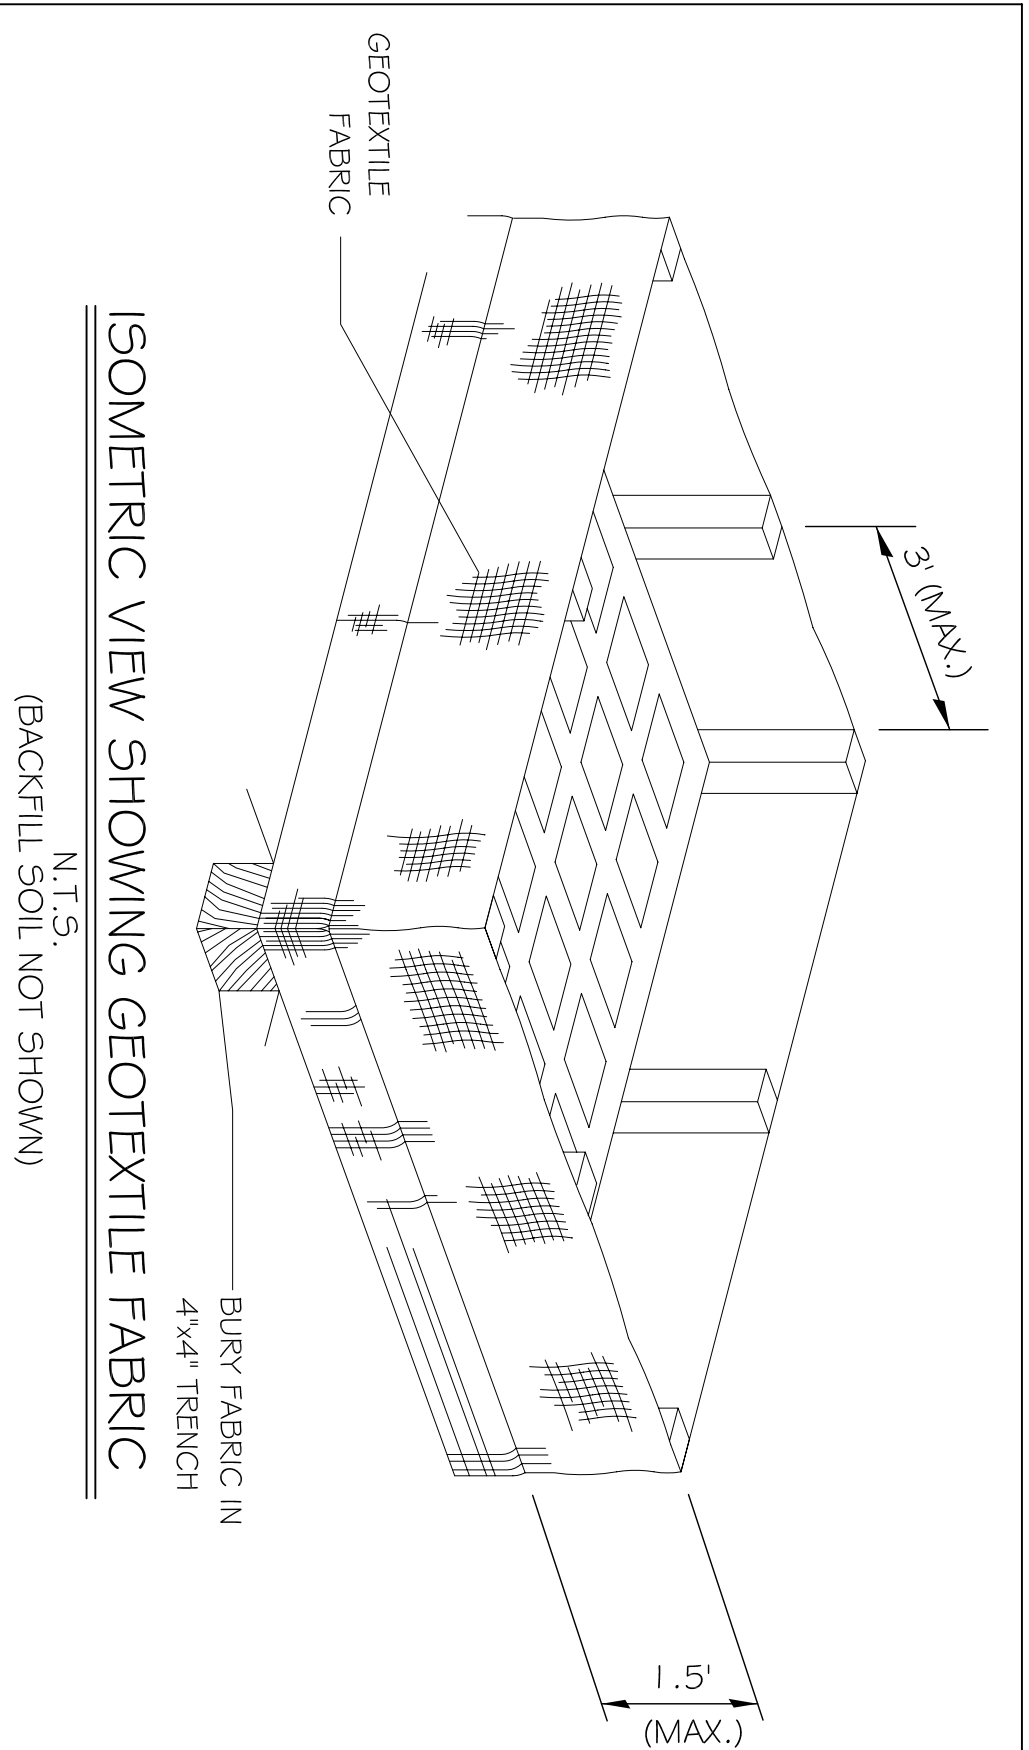 3' (MAX.)
GEOTEXTILE
FABRIC
1.5'
(MAX.)
BURY FABRIC IN
4"x4" TRENCH
ISOMETRIC VIEW SHOWING GEOTEXTILE FABRIC
N.T.S.
(BACKFILL SOIL NOT SHOWN)